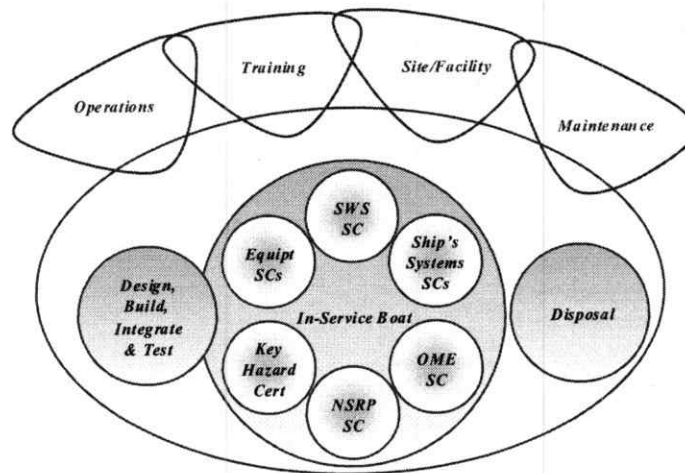 Operations
Training
Site/Facility
Maintenance
SWS
SC
Equipt
SCs
Ship's
Systems
SCs
Design,
Build,
Integrate
& Test
In-Service Boat
Disposal
Key
Hazard
Cert
OME
SC
NSRP
SC